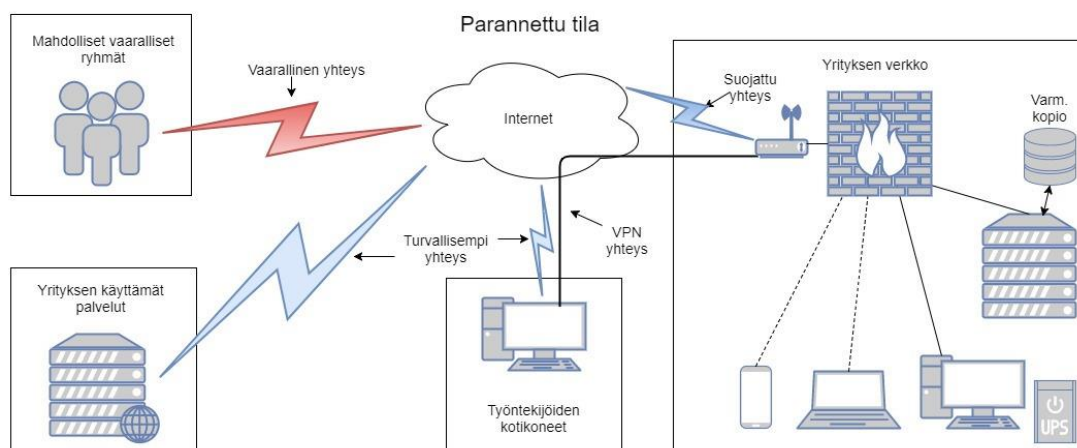 Parannettu tila
Mahdolliset vaaralliset
ryhmät
Vaarallinen yhteys
Internet
Suojattu
yhteys
Yrityksen verkko
Varm.
kopio
Turvallisempi
yhteys
VPN
yhteys
Yrityksen käyttämät
palvelut
Työntekijöiden
kotikoneet
UPS